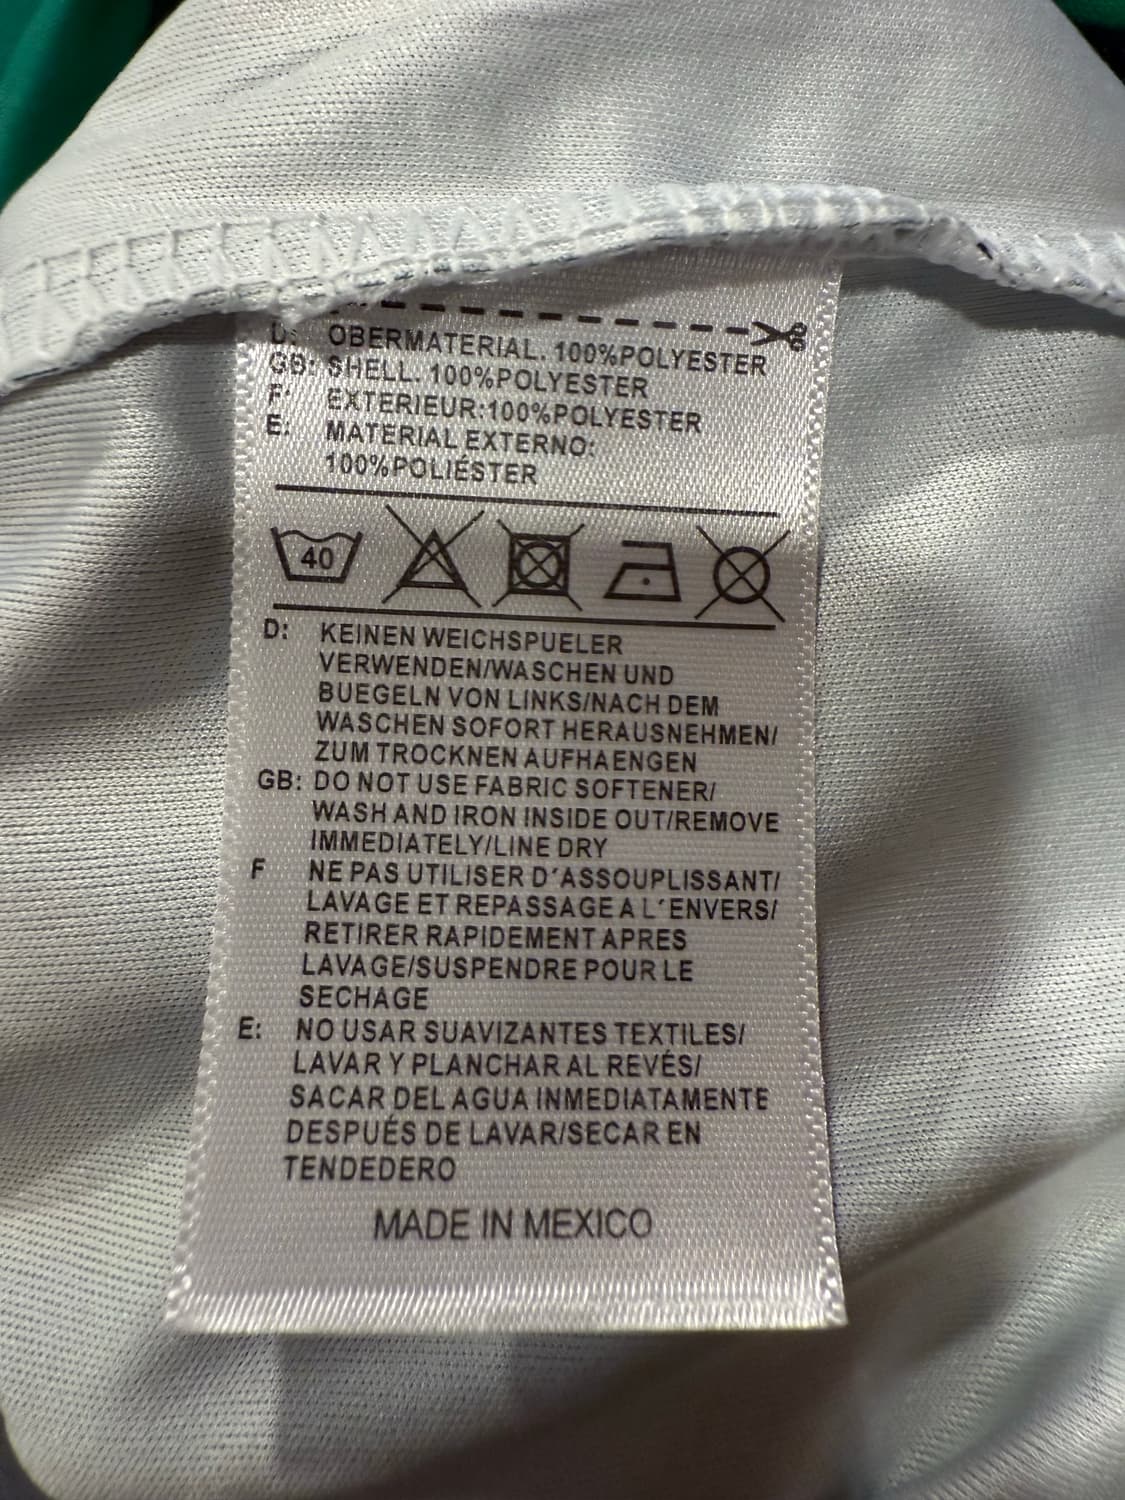 D: OBERMATERIAL. 100%POLYESTER
GB: SHELL. 100%POLYESTER
F: EXTERIEUR:100%POLYESTER
E: MATERIAL EXTERNO:
100%POLIÉSTER
40
D: KEINEN WEICHSPUELER
VERWENDEN/WASCHEN UND
BUEGELN VON LINKS/NACH DEM
WASCHEN SOFORT HERAUSNEHMEN/
ZUM TROCKNEN AUFHAENGEN
GB: DO NOT USE FABRIC SOFTENER/
WASH AND IRON INSIDE OUT/REMOVE
IMMEDIATELY/LINE DRY
F NE PAS UTILISER D´ASSOUPLISSANT/
LAVAGE ET REPASSAGE A L´ENVERS/
RETIRER RAPIDEMENT APRES
LAVAGE/SUSPENDRE POUR LE
SECHAGE
E: NO USAR SUAVIZANTES TEXTILES/
LAVAR Y PLANCHAR AL REVÉS/
SACAR DEL AGUA INMEDIATAMENTE
DESPUÉS DE LAVAR/SECAR EN
TENDEDERO
MADE IN MEXICO